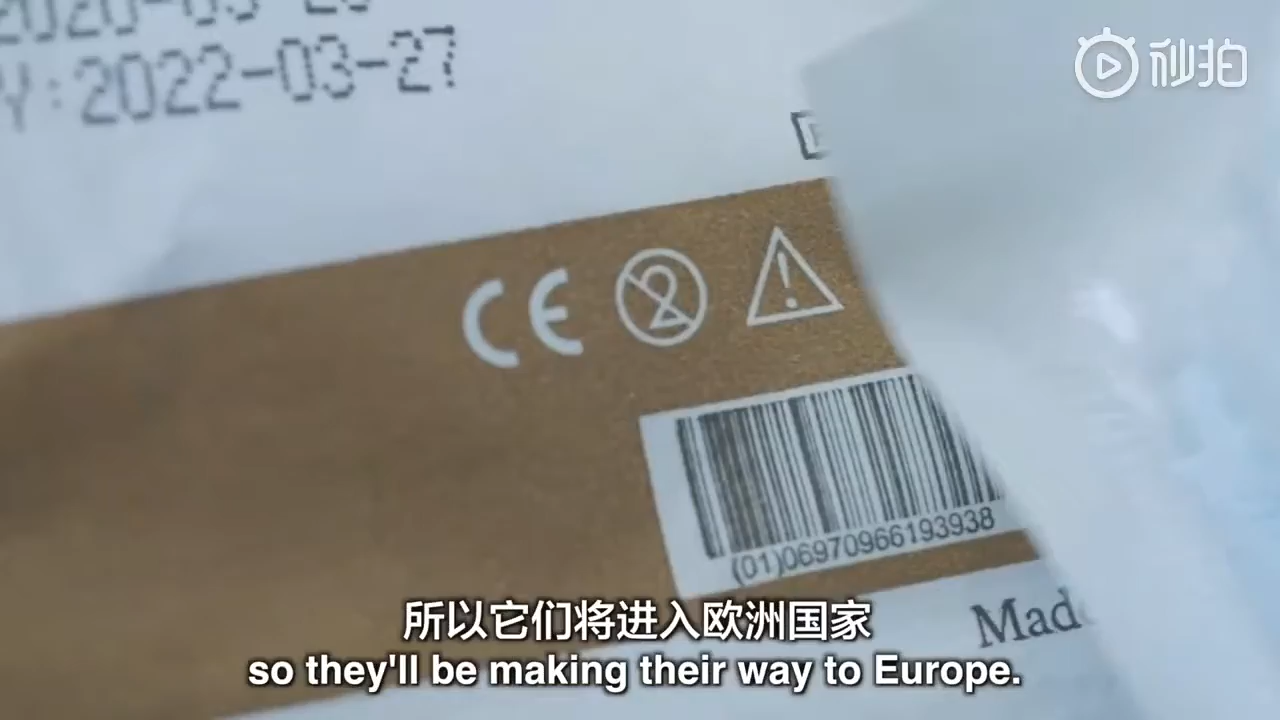 秒拍
Y:2022-03-27
CE
(01)06970966193938
Made
所以它们将进入欧洲国家
so they'll be making their way to Europe.